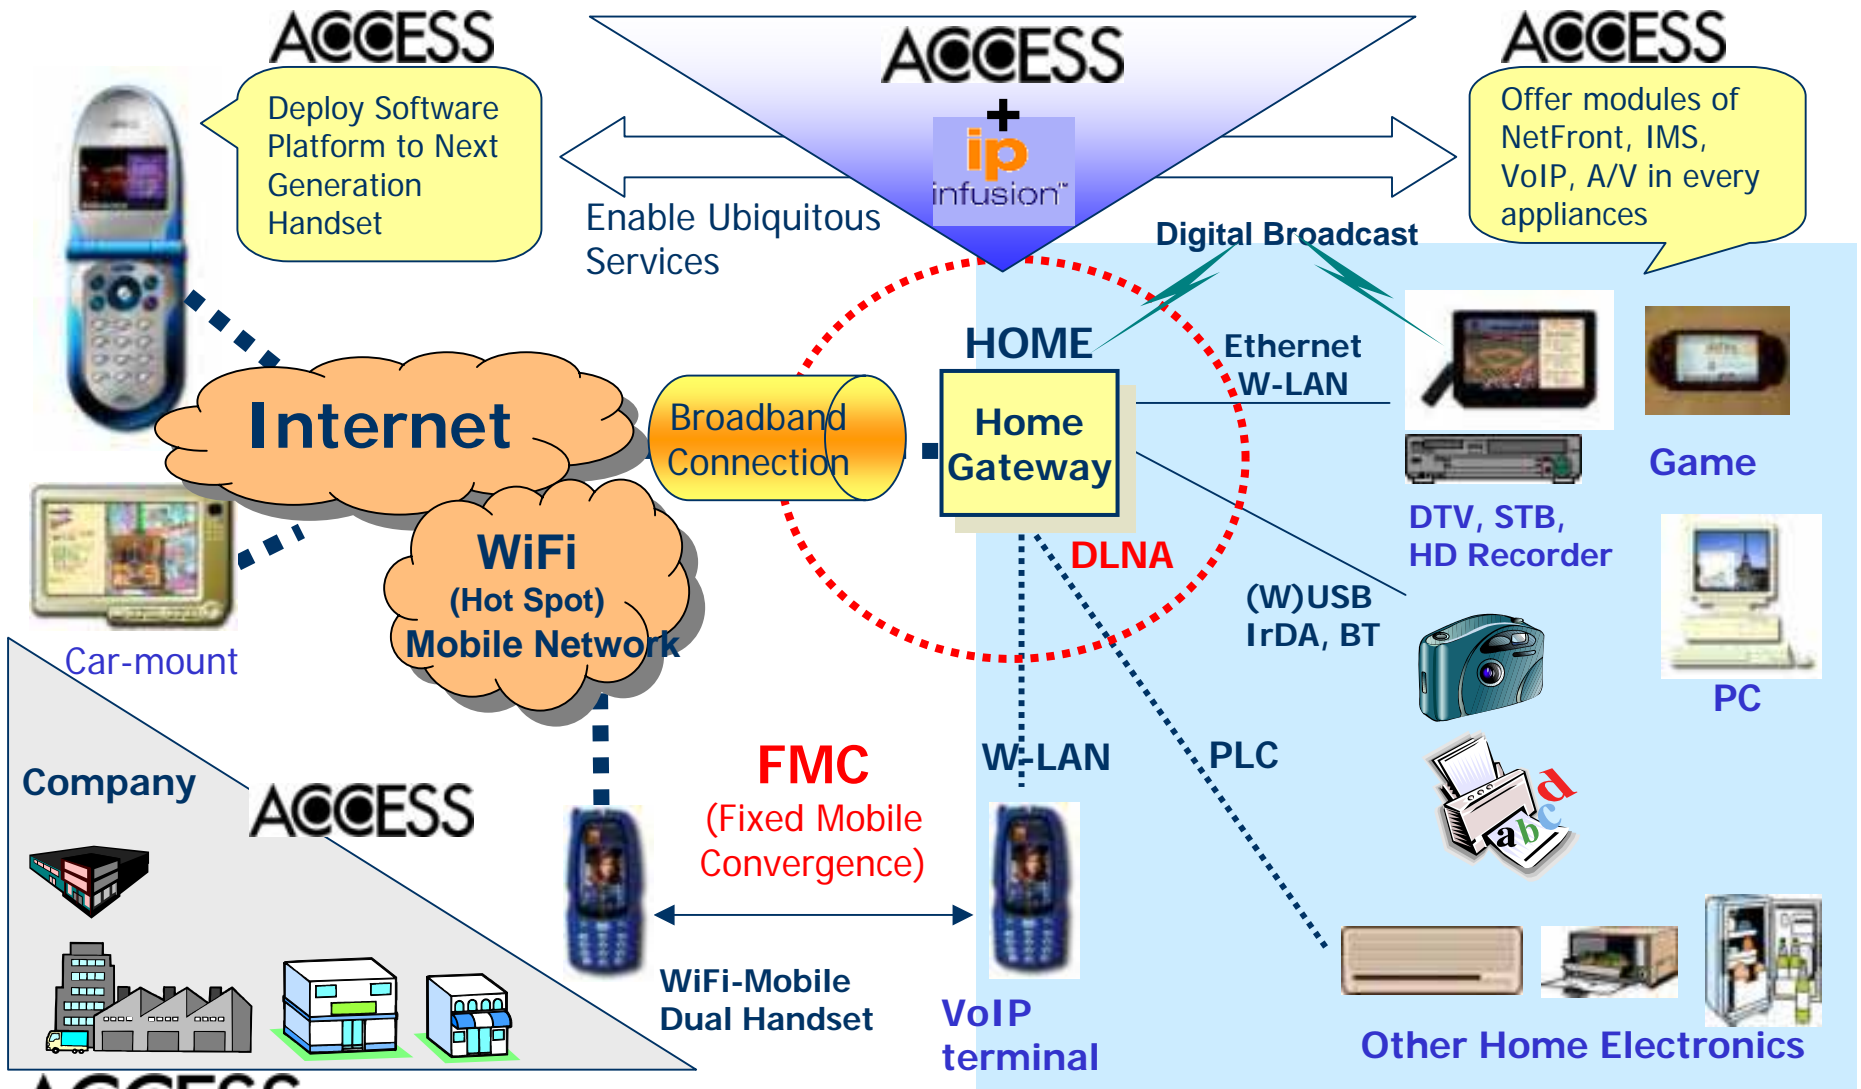 ACCESS
ACCESS
ACCESS
Deploy Software
Platform to Next
Generation
Handset
+
ip
infusion™
Offer modules of
NetFront, IMS,
VoIP, A/V in every
appliances
Enable Ubiquitous
Services
Digital Broadcast
HOME
Ethernet
W-LAN
Internet
Broadband
Connection
Home
Gateway
Game
DTV, STB,
HD Recorder
WiFi
(Hot Spot)
Mobile Network
DLNA
(W)USB
IrDA, BT
Car-mount
PC
FMC
(Fixed Mobile
Convergence)
W-LAN
PLC
Company
ACCESS
abcd
WiFi-Mobile
Dual Handset
VoIP
terminal
Other Home Electronics
ACCESS